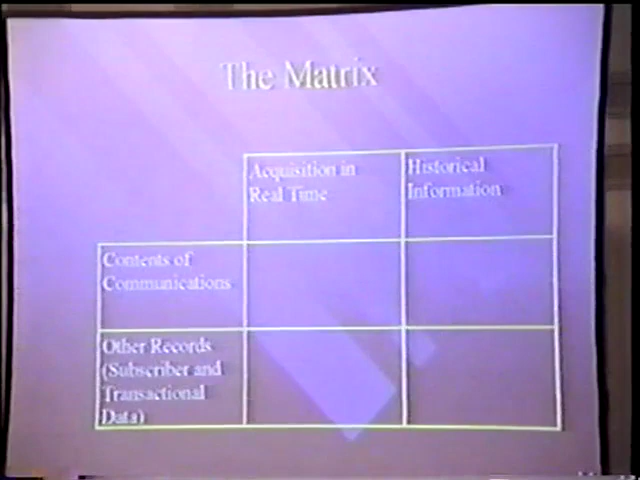 The Matrix
Acquisition in
Real Time
Historical
Information
Contents of
Communications
Other Records
(Subscriber and
Transactional
Data)